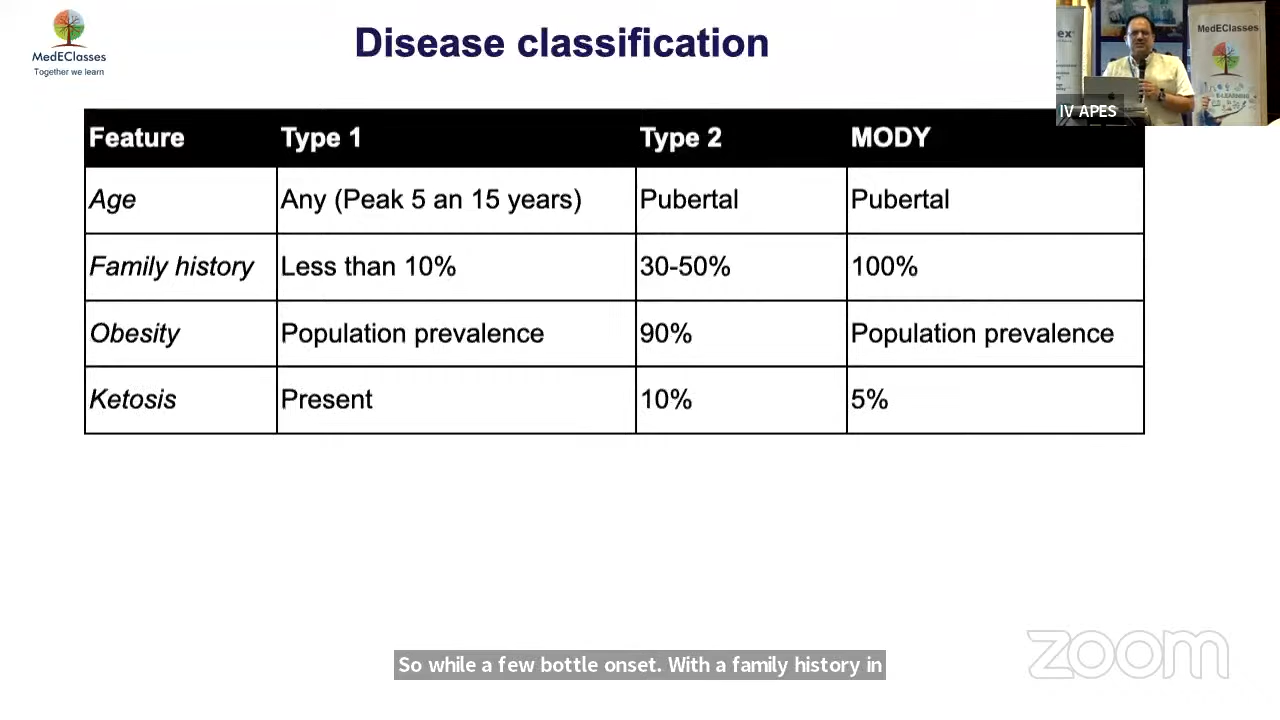 MedEClasses
Together we learn
Disease classification
MedEClasses
E-LEARNING
IV APES
Feature Type 1 Type 2 MODY
Age Any (Peak 5 an 15 years) Pubertal Pubertal
Family history Less than 10% 30-50% 100%
Obesity Population prevalence 90% Population prevalence
Ketosis Present 10% 5%
So while a few bottle onset. With a family history in
zoom